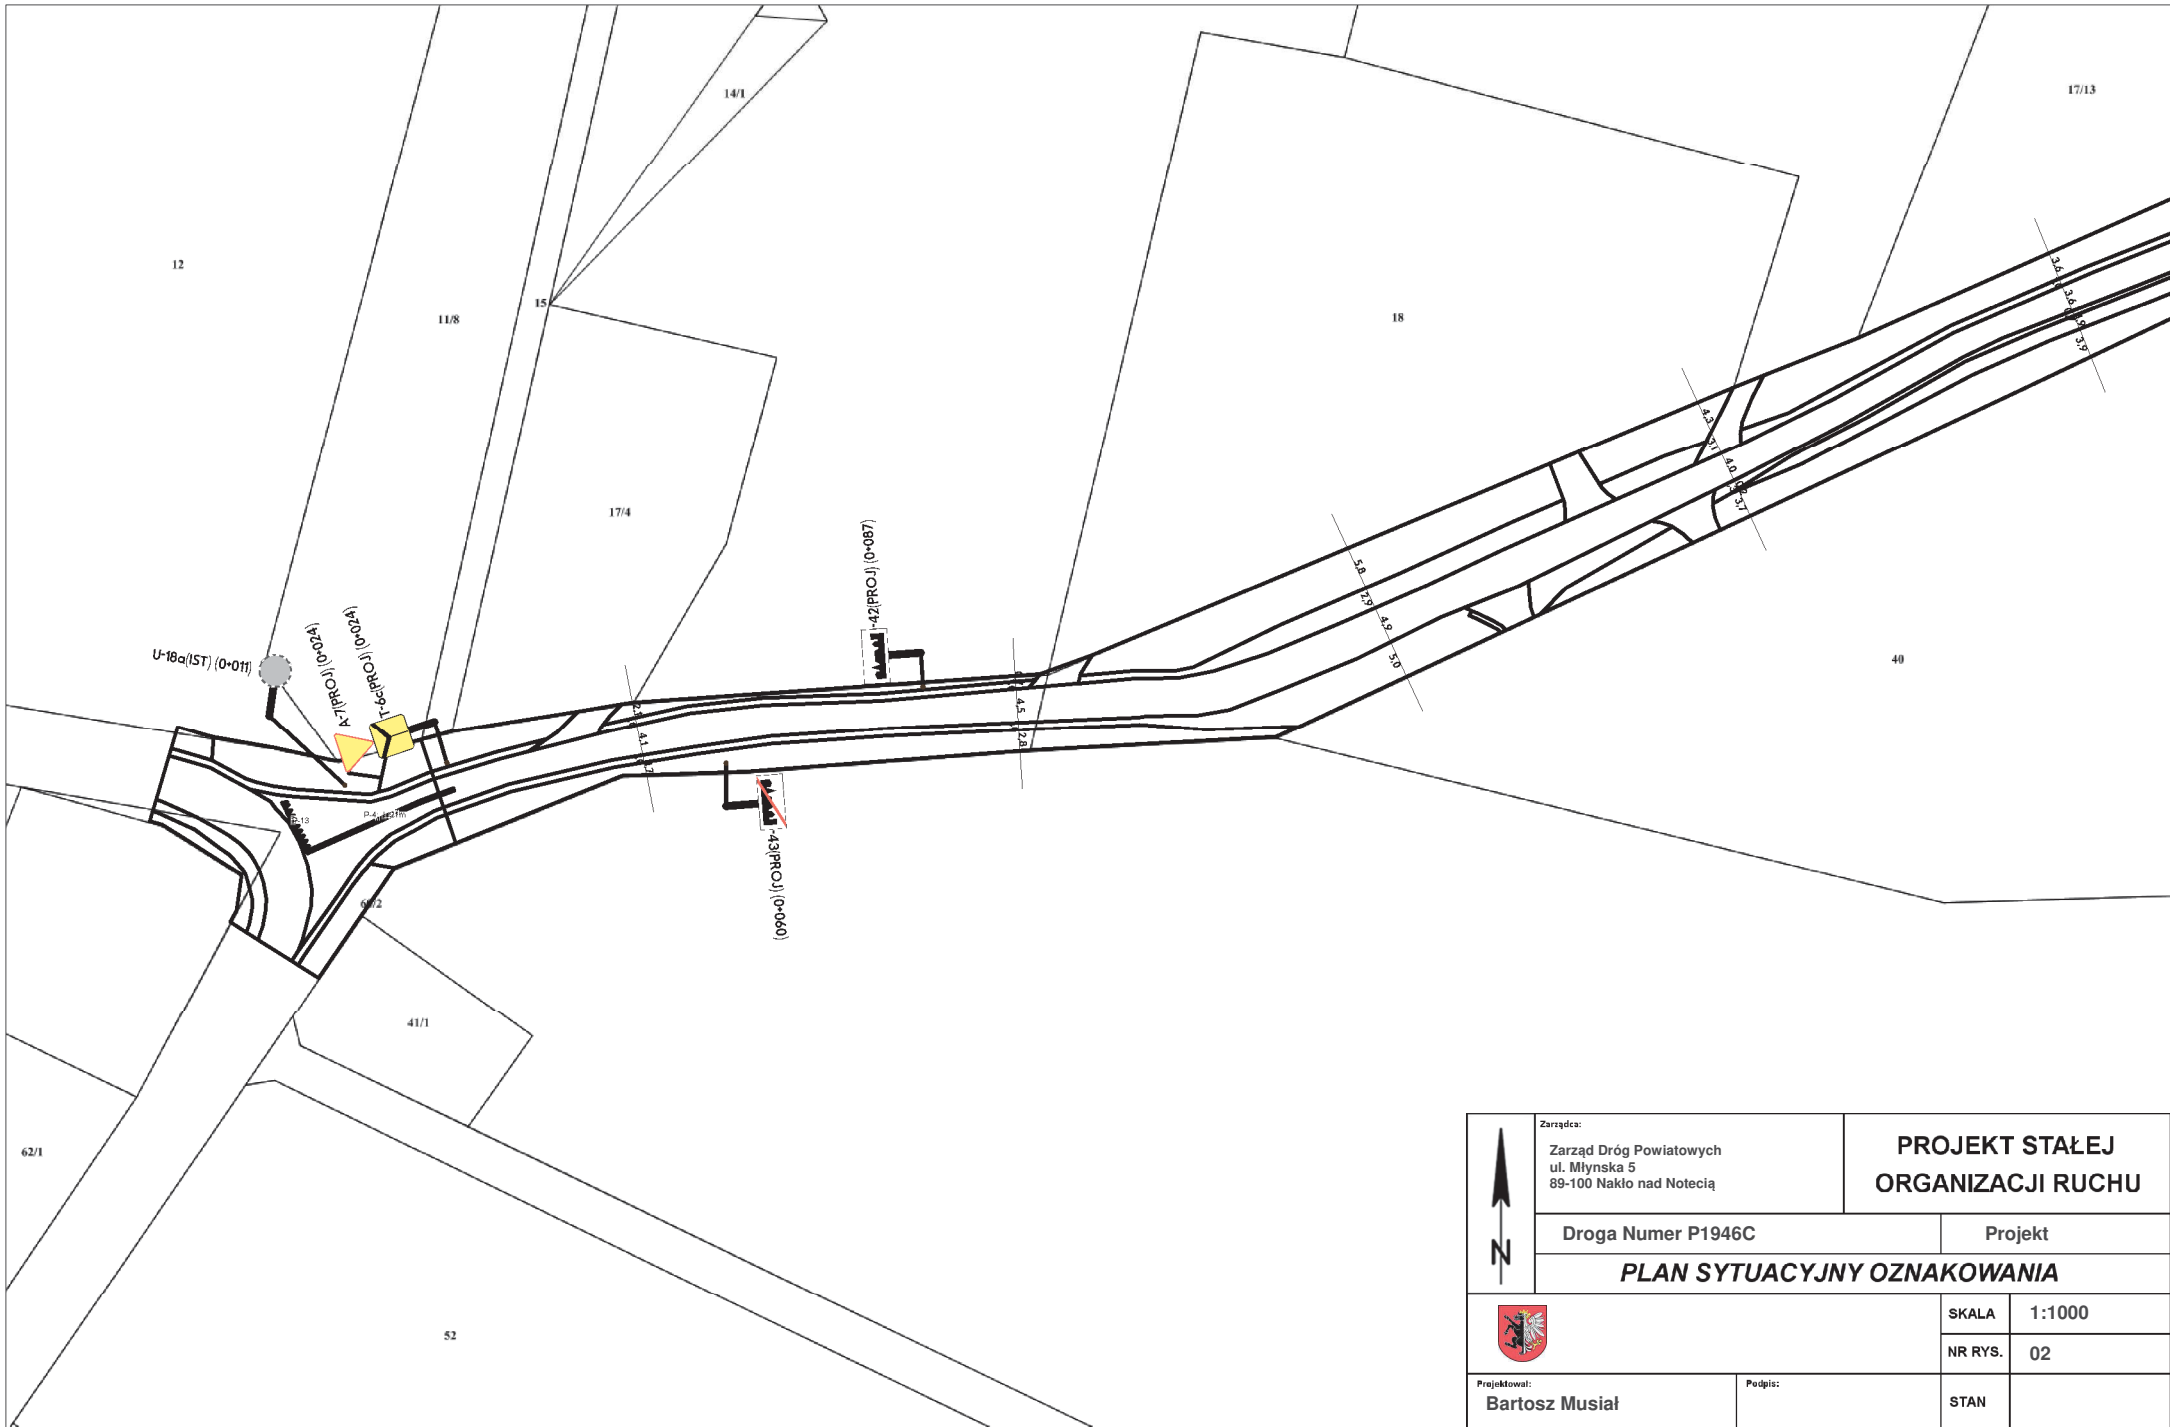 14/1
17/13
12
11/8
15
18
17/4
40
3,6
3,6
3,9
4,3
3,1
4,0
3,7
5,8
2,9
4,9
5,0
-42(PROJ) (0+087)
U-18a(IST) (0+011)
A-7(PROJ) (0+024)
T-6c(PROJ) (0+024)
4,1
4,5
2,8
P-13
-43(PROJ) (0+060)
41/1
62/1
52
Zarządca:
Zarząd Dróg Powiatowych
ul. Młynska 5
89-100 Nakło nad Notecią
PROJEKT STAŁEJ
ORGANIZACJI RUCHU
N
Droga Numer P1946C
Projekt
PLAN SYTUACYJNY OZNAKOWANIA
SKALA 1:1000
NR RYS. 02
Projektował:
Bartosz Musiał
Podpis:
STAN